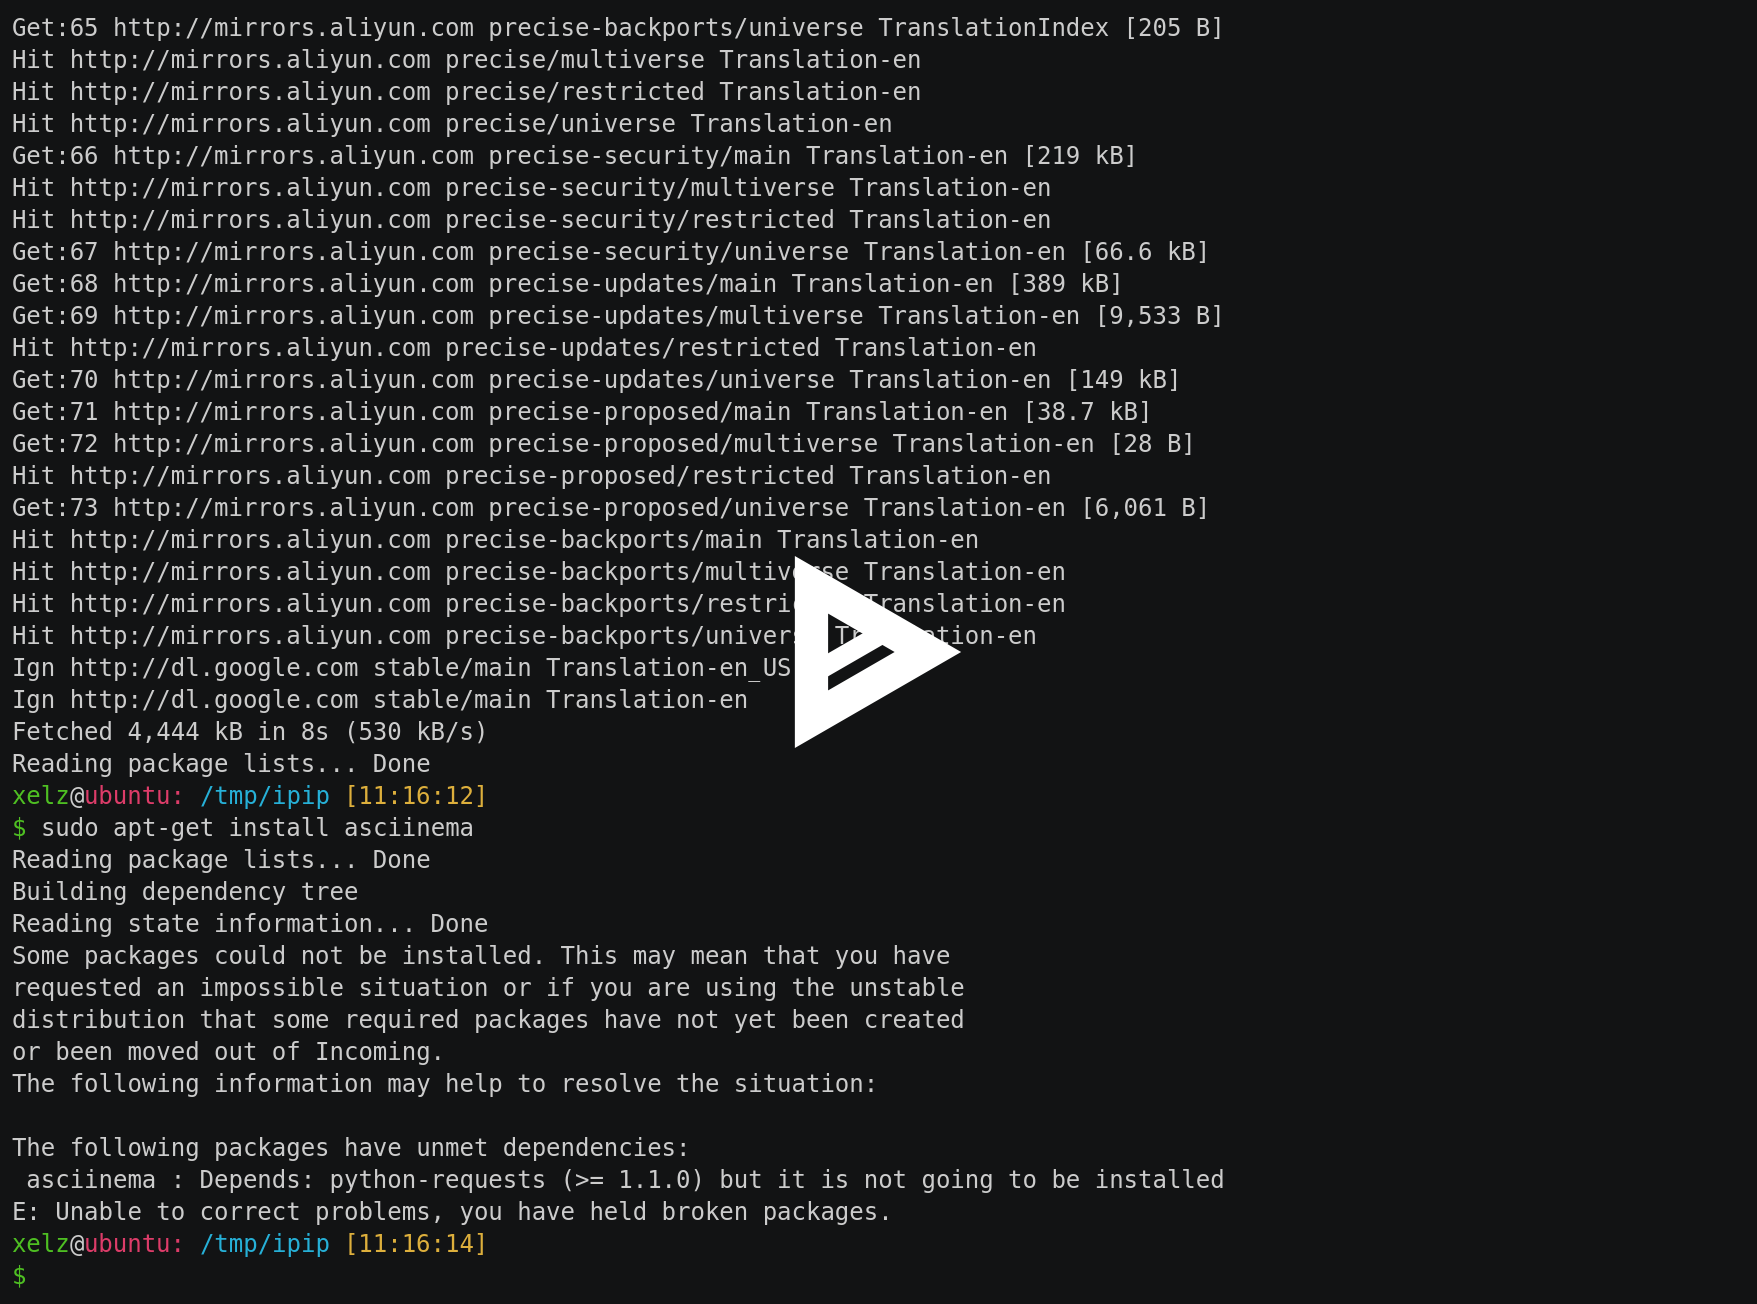 Get:65 http://mirrors.aliyun.com precise-backports/universe TranslationIndex [205 B]
Hit http://mirrors.aliyun.com precise/multiverse Translation-en
Hit http://mirrors.aliyun.com precise/restricted Translation-en
Hit http://mirrors.aliyun.com precise/universe Translation-en
Get:66 http://mirrors.aliyun.com precise-security/main Translation-en [219 kB]
Hit http://mirrors.aliyun.com precise-security/multiverse Translation-en
Hit http://mirrors.aliyun.com precise-security/restricted Translation-en
Get:67 http://mirrors.aliyun.com precise-security/universe Translation-en [66.6 kB]
Get:68 http://mirrors.aliyun.com precise-updates/main Translation-en [389 kB]
Get:69 http://mirrors.aliyun.com precise-updates/multiverse Translation-en [9,533 B]
Hit http://mirrors.aliyun.com precise-updates/restricted Translation-en
Get:70 http://mirrors.aliyun.com precise-updates/universe Translation-en [149 kB]
Get:71 http://mirrors.aliyun.com precise-proposed/main Translation-en [38.7 kB]
Get:72 http://mirrors.aliyun.com precise-proposed/multiverse Translation-en [28 B]
Hit http://mirrors.aliyun.com precise-proposed/restricted Translation-en
Get:73 http://mirrors.aliyun.com precise-proposed/universe Translation-en [6,061 B]
Hit http://mirrors.aliyun.com precise-backports/main Translation-en
Hit http://mirrors.aliyun.com precise-backports/multiverse Translation-en
Hit http://mirrors.aliyun.com precise-backports/restricted Translation-en
Hit http://mirrors.aliyun.com precise-backports/universe Translation-en
Ign http://dl.google.com stable/main Translation-en_US
Ign http://dl.google.com stable/main Translation-en
Fetched 4,444 kB in 8s (530 kB/s)
Reading package lists... Done
xelz@ubuntu: /tmp/ipip [11:16:12]
$ sudo apt-get install asciinema
Reading package lists... Done
Building dependency tree
Reading state information... Done
Some packages could not be installed. This may mean that you have
requested an impossible situation or if you are using the unstable
distribution that some required packages have not yet been created
or been moved out of Incoming.
The following information may help to resolve the situation:

The following packages have unmet dependencies:
 asciinema : Depends: python-requests (>= 1.1.0) but it is not going to be installed
E: Unable to correct problems, you have held broken packages.
xelz@ubuntu: /tmp/ipip [11:16:14]
$